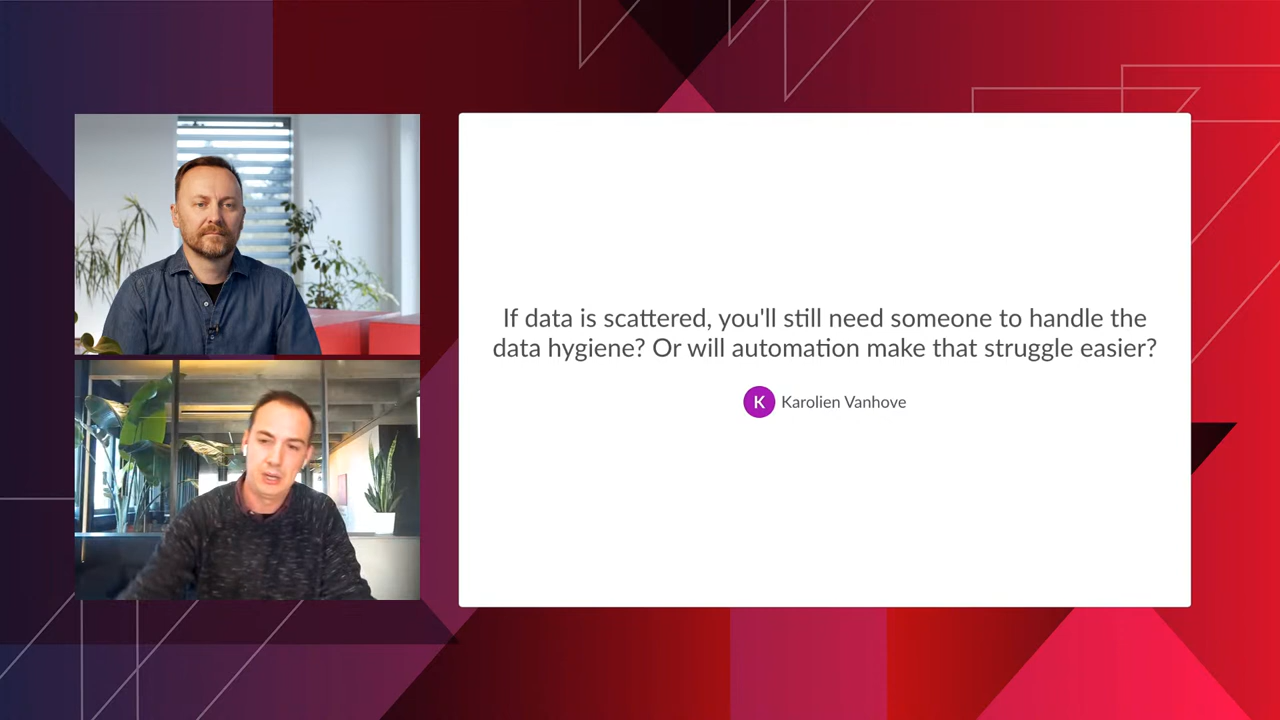 If data is scattered, you'll still need someone to handle the
data hygiene? Or will automation make that struggle easier?
K Karolien Vanhove